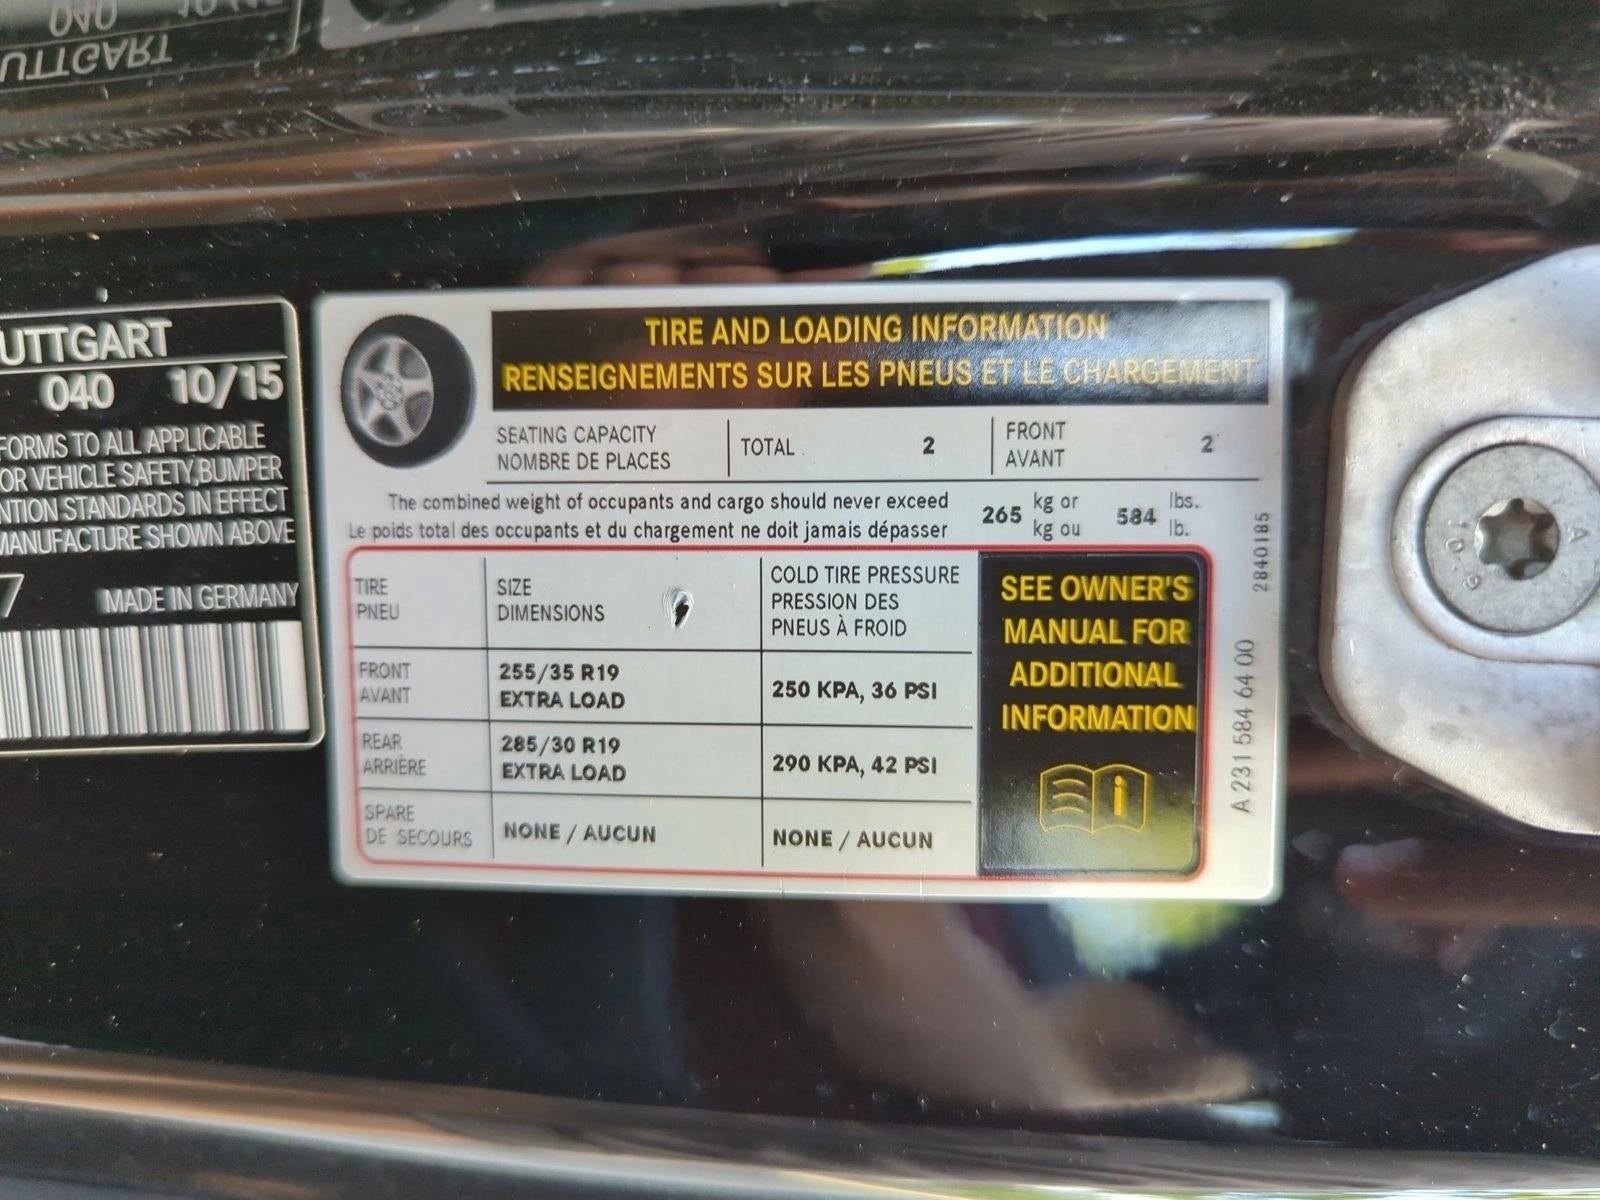 UTTGART
040 10/15
FORMS TO ALL APPLICABLE
OR VEHICLE SAFETY, BUMPER
NTION STANDARDS IN EFFECT
MANUFACTURE SHOWN ABOVE
7 MADE IN GERMANY
TIRE AND LOADING INFORMATION
RENSEIGNEMENTS SUR LES PNEUS ET LE CHARGEMENT
SEATING CAPACITY
NOMBRE DE PLACES
TOTAL 2
FRONT
AVANT
2
The combined weight of occupants and cargo should never exceed
Le poids total des occupants et du chargement ne doit jamais dépasser
265 kg or 584 lbs.
kg ou lb.
TIRE
PNEU
SIZE
DIMENSIONS
COLD TIRE PRESSURE
PRESSION DES
PNEUS À FROID
FRONT
AVANT
255/35 R19
EXTRA LOAD
250 KPA, 36 PSI
REAR
ARRIÈRE
285/30 R19
EXTRA LOAD
290 KPA, 42 PSI
SPARE
DE SECOURS
NONE / AUCUN
NONE / AUCUN
SEE OWNER'S
MANUAL FOR
ADDITIONAL
INFORMATION
i
2840185
A 231 584 64 00
10.9
A